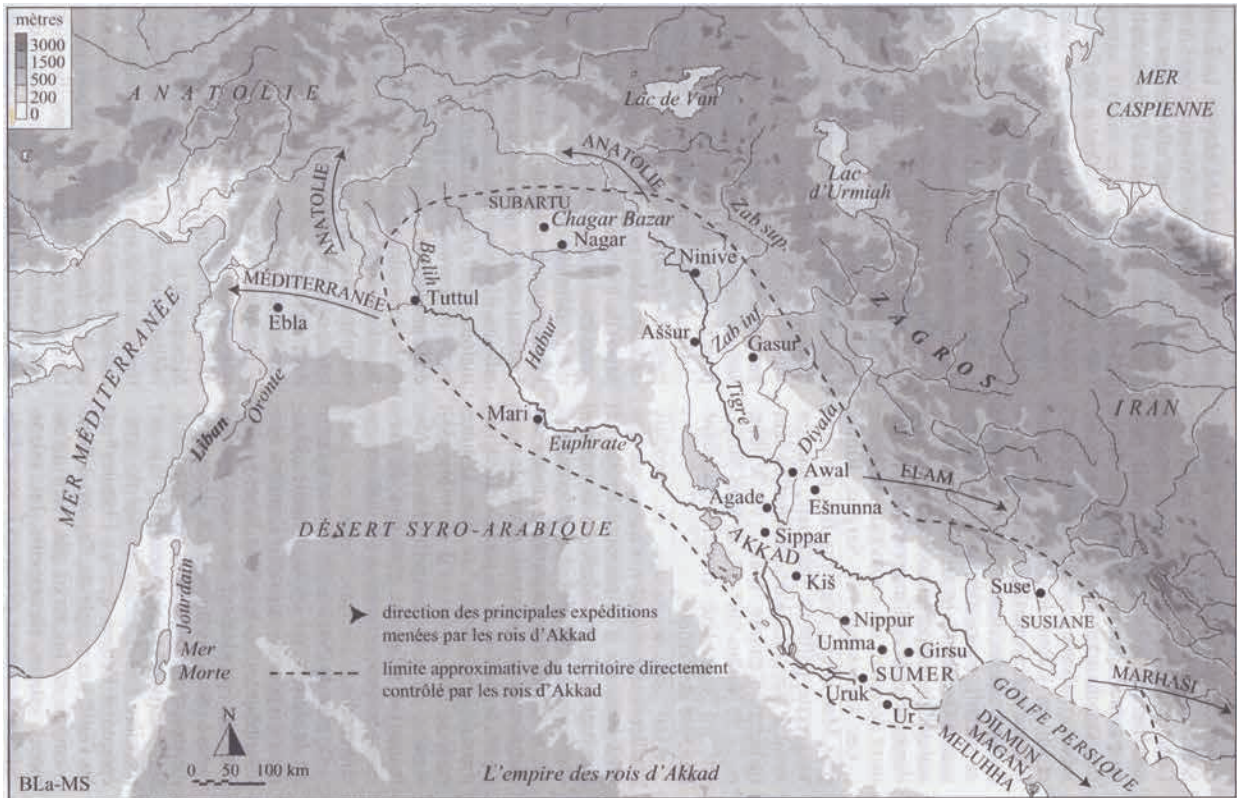 mètres
3000
1500
500
200
0
ANATOLIE
Lac de Van
MER
CASPIENNE
ANATOLIE
ANATOLIE
Lac
d'Urmiah
SUBARTU
Chagar Bazar
Nagar
Zab sup.
Balih
Ninive
MÉDITERRANÉE
Tuttul
Ebla
ZAGROS
Habur
Aššur
Zab inf.
Gasur
MER MÉDITERRANÉE
Oronte
Liban
Tigre
IRAN
Mari
Euphrate
Diyala
Awal
ELAM
Agade
Ešnunna
DÉSERT SYRO-ARABIQUE
Sippar
AKKAD
Kiš
Suse
Jourdain
direction des principales expéditions
menées par les rois d'Akkad
Nippur
SUSIANE
Umma
Girsu
Mer
Morte
limite approximative du territoire directement
contrôlé par les rois d'Akkad
SUMER
MARHAŠI
Uruk
Ur
GOLFE PERSIQUE
DILMUN
MAGAN
MELUHHA
N
0 50 100 km
BLa-MS
L'empire des rois d'Akkad